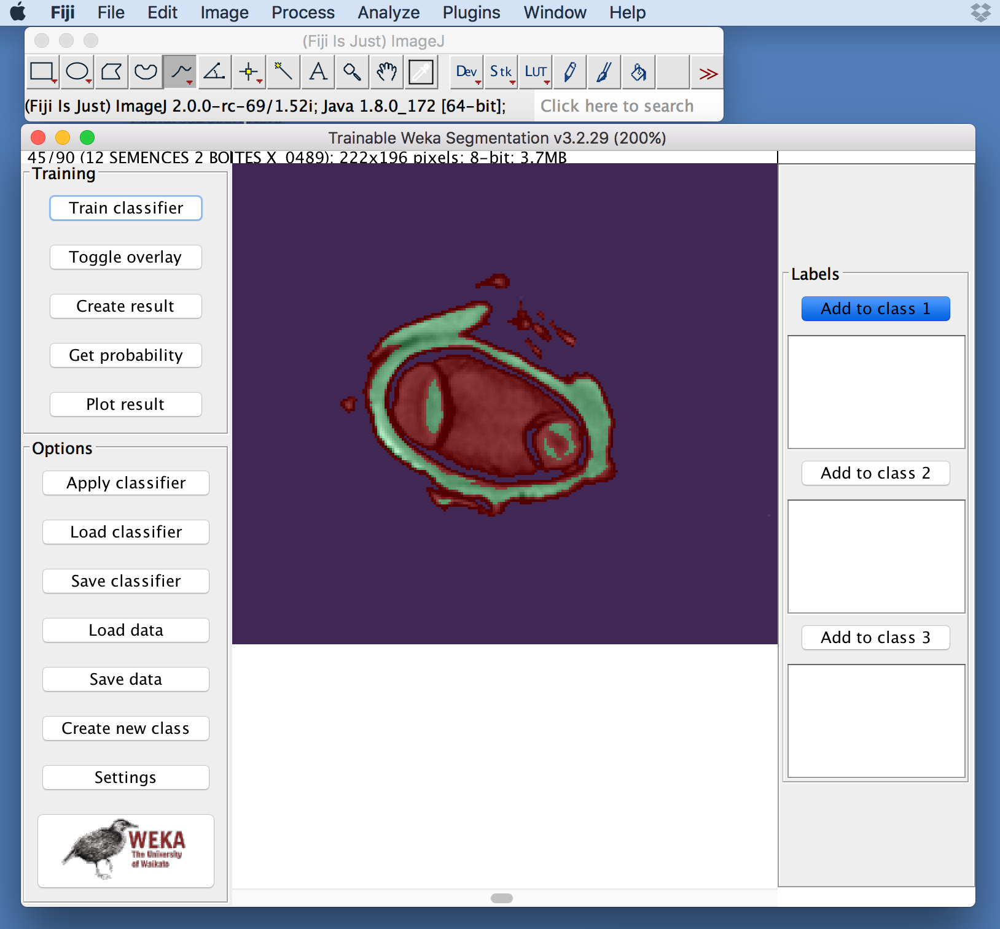 Fiji File Edit Image Process Analyze Plugins Window Help
(Fiji Is Just) ImageJ
A Dev Stk LUT >>
(Fiji Is Just) ImageJ 2.0.0-rc-69/1.52i; Java 1.8.0_172 [64-bit]; Click here to search
Trainable Weka Segmentation v3.2.29 (200%)
45/90 (12 SEMENCES 2 BOITES X_0489); 222x196 pixels; 8-bit; 3.7MB
Training
Train classifier
Toggle overlay
Create result
Get probability
Plot result
Options
Apply classifier
Load classifier
Save classifier
Load data
Save data
Create new class
Settings
WEKA
The University
of Waikato
Labels
Add to class 1
Add to class 2
Add to class 3